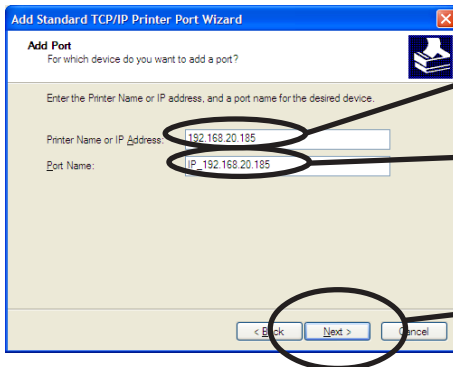 Add Standard TCP/IP Printer Port Wizard
Add Port
For which device do you want to add a port?
Enter the Printer Name or IP address, and a port name for the desired device.
Printer Name or IP Address: 192.168.20.185
Port Name: IP_192.168.20.185
< Back Next > Cancel